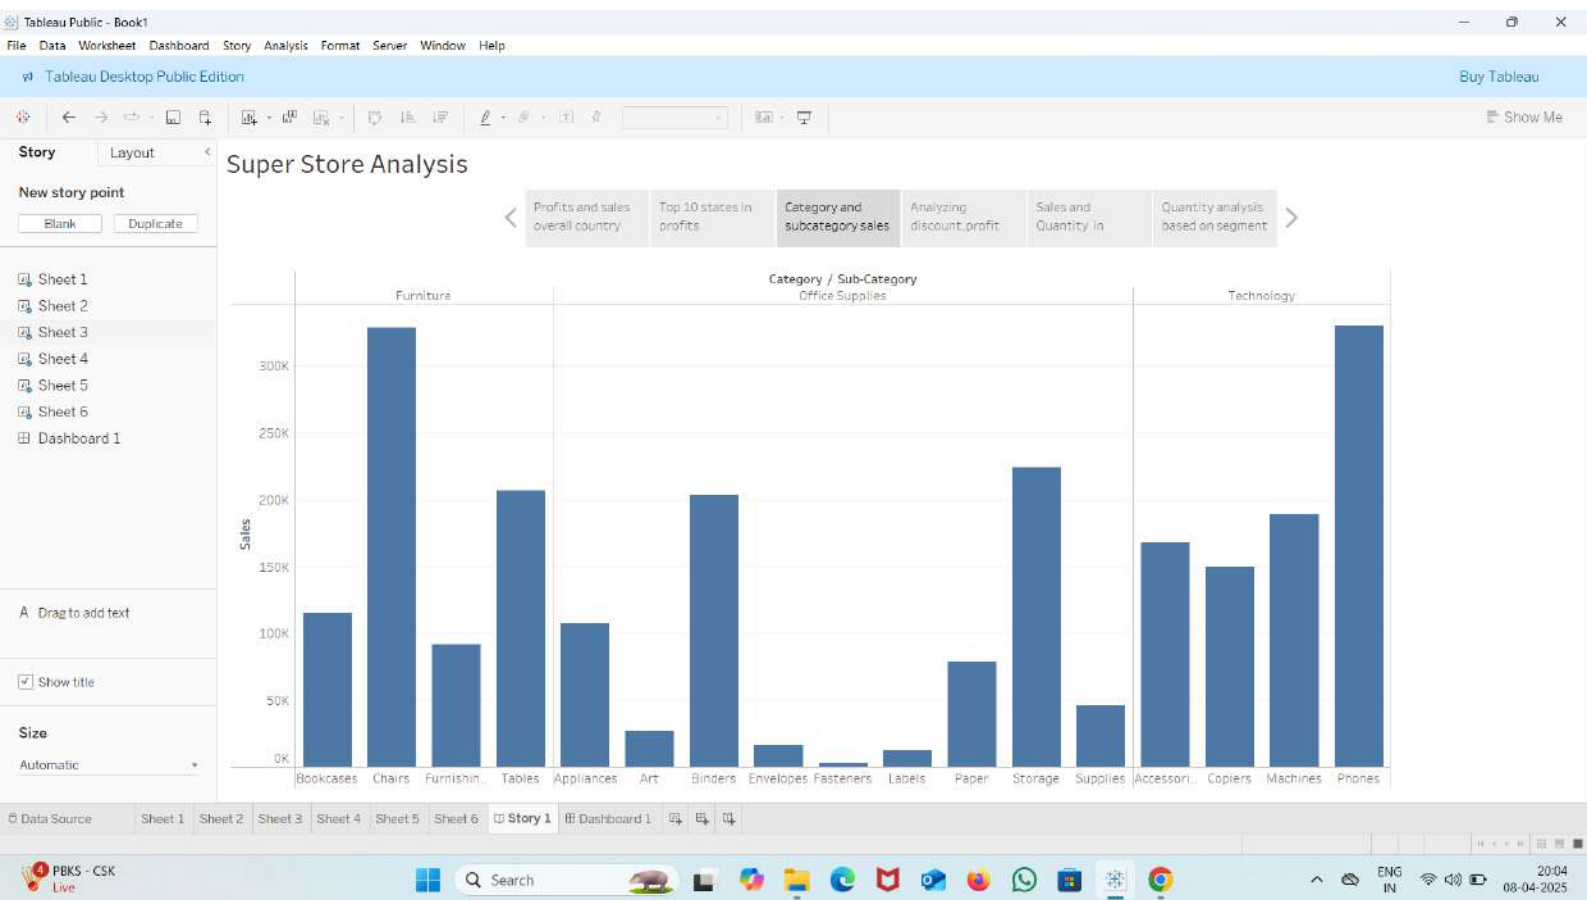 Tableau Public - Book1
File Data Worksheet Dashboard Story Analysis Format Server Window Help
Tableau Desktop Public Edition
Buy Tableau
Show Me
Story Layout
Super Store Analysis
New story point
Blank Duplicate
Profits and sales
overall country
Top 10 states in
profits
Category and
subcategory sales
Analyzing
discount,profit
Sales and
Quantity in
Quantity analysis
based on segment
Sheet 1
Sheet 2
Sheet 3
Sheet 4
Sheet 5
Sheet 6
Dashboard 1
A Drag to add text
Show title
Size
Automatic
Category / Sub-Category
Furniture Office Supplies Technology
300K
250K
200K
150K
100K
50K
0K
Sales
Bookcases Chairs Furnishin.. Tables Appliances Art Binders Envelopes Fasteners Labels Paper Storage Supplies Accessori.. Copiers Machines Phones
Data Source Sheet 1 Sheet 2 Sheet 3 Sheet 4 Sheet 5 Sheet 6 Story 1 Dashboard 1
4
PBKS - CSK
Live
Search
ENG
IN
20:04
08-04-2025